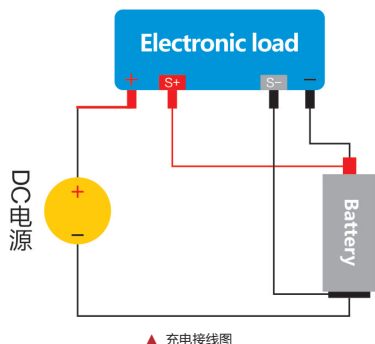 Electronic load
+ S+ S- −
DC电源
+
−
Battery
▲ 充电接线图